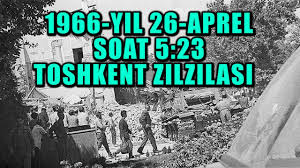 1966-YIL 26-APREL
SOAT 5:23
TOSHKENT ZILZILASI